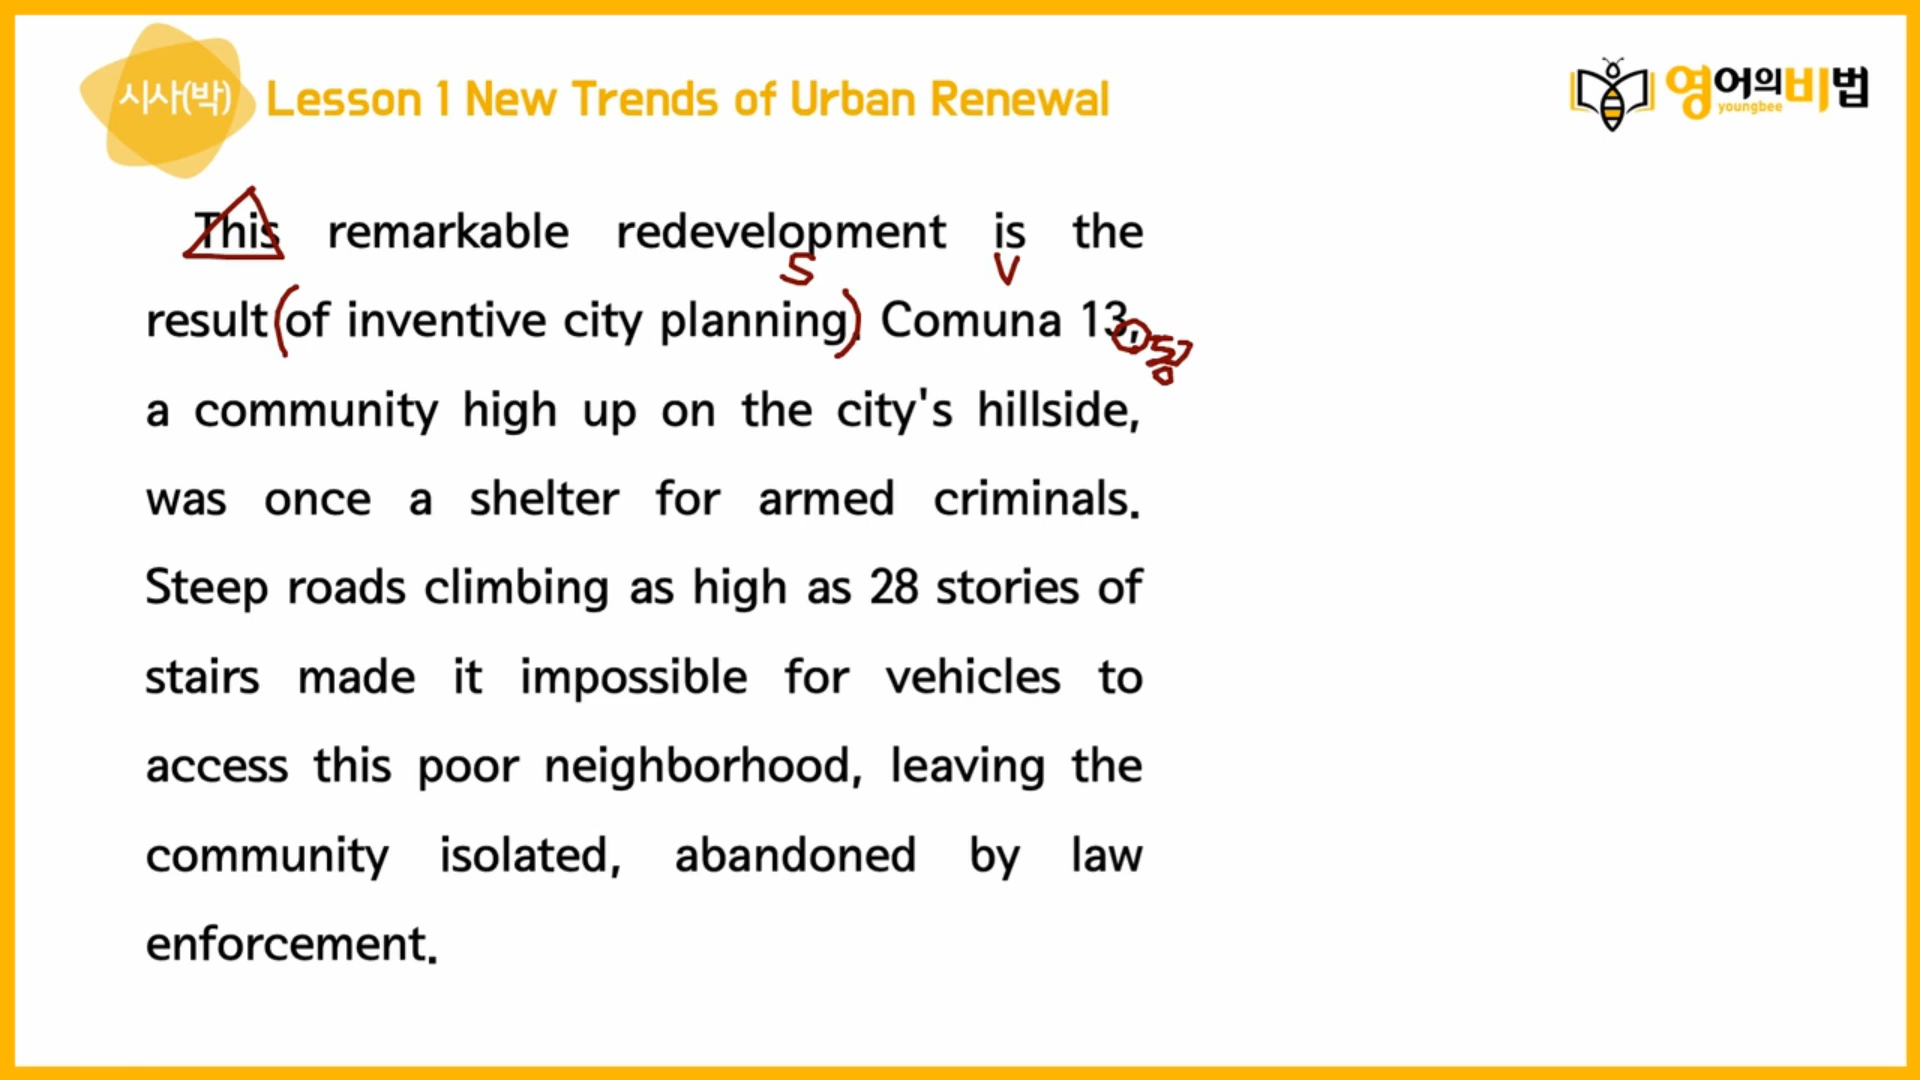 시사(박)
Lesson 1 New Trends of Urban Renewal
영어의비법
youngbee
This remarkable redevelopment is the
S V
result (of inventive city planning). Comuna 13,
동
a community high up on the city's hillside,
was once a shelter for armed criminals.
Steep roads climbing as high as 28 stories of
stairs made it impossible for vehicles to
access this poor neighborhood, leaving the
community isolated, abandoned by law
enforcement.